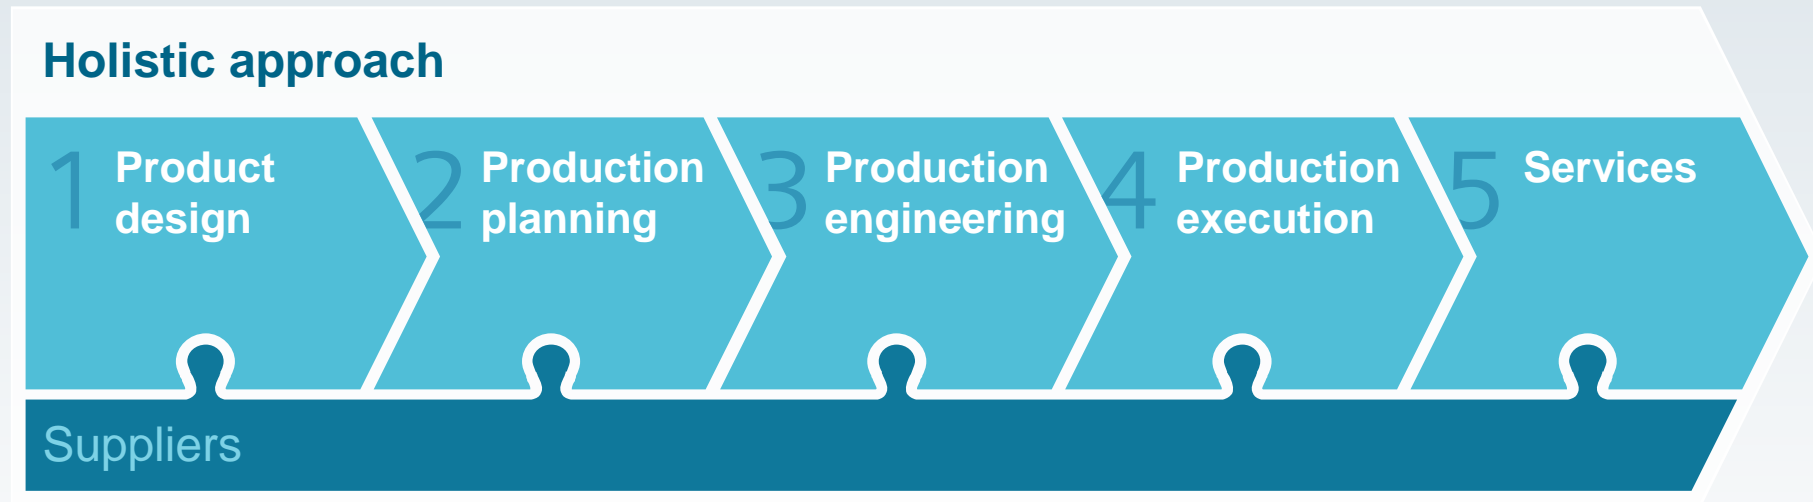 Holistic approach
1 Product
design
2 Production
planning
3 Production
engineering
4 Production
execution
5 Services
Suppliers